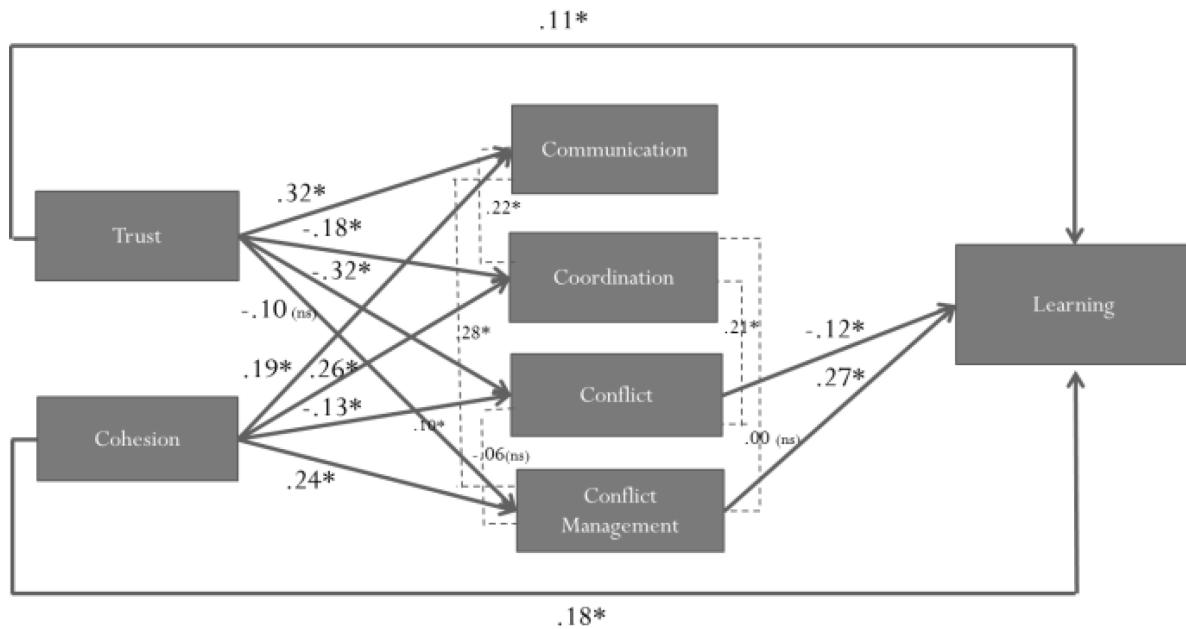 .11*
Communication
.32*
.22*
-.18*
Trust
Coordination
-.32*
Learning
-.10 (ns)
.28*
.21*
-.12*
.19*
.26*
.27*
Conflict
-.13*
.10*
Cohesion
.00 (ns)
-.06(ns)
.24*
Conflict
Management
.18*